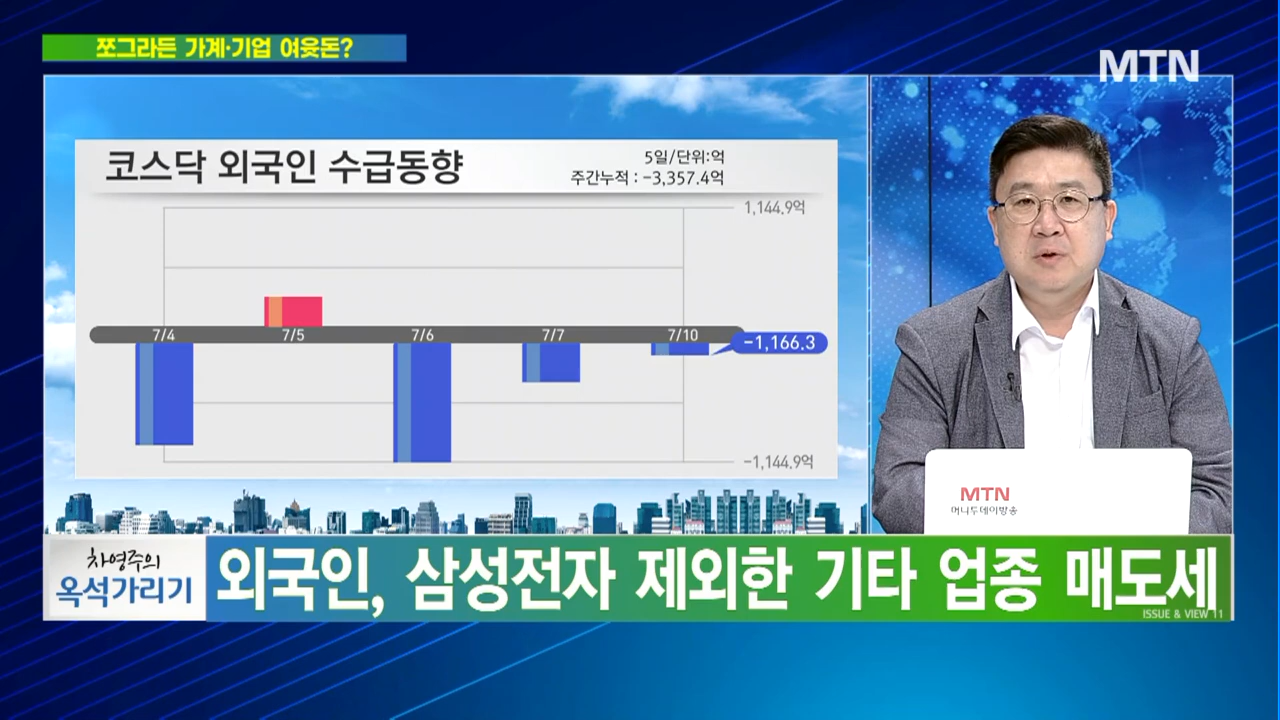 쪼그라든 가계·기업 여윳돈?
MTN
코스닥 외국인 수급동향
5일/단위:억
주간누적 : -3,357.4억
1,144.9억
7/4
7/5
7/6
7/7
7/10
-1,166.3
-1,144.9억
MTN
머니투데이방송
차영주의
옥석가리기
외국인, 삼성전자 제외한 기타 업종 매도세
ISSUE & VIEW 11